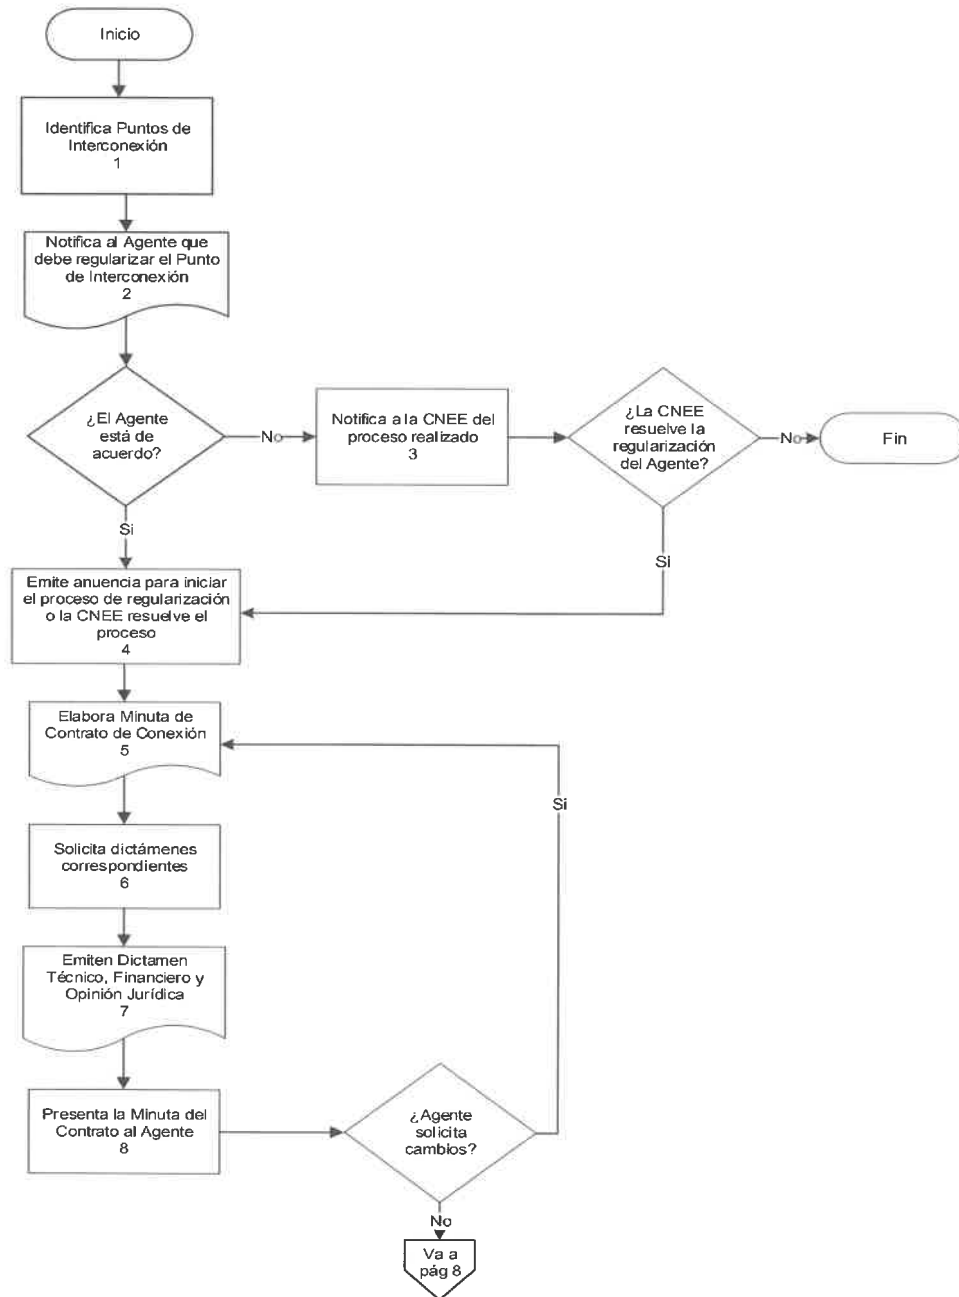 Inicio
Identifica Puntos de
Interconexión
1
Notifica al Agente que
debe regularizar el Punto
de Interconexión
2
¿El Agente
está de
acuerdo?
No
Notifica a la CNEE del
proceso realizado
3
¿La CNEE
resuelve la
regularización
del Agente?
No
Fin
Si
Si
Emite anuencia para iniciar
el proceso de regularización
o la CNEE resuelve el
proceso
4
Elabora Minuta de
Contrato de Conexión
5
Si
Solicita dictámenes
correspondientes
6
Emiten Dictamen
Técnico, Financiero y
Opinión Jurídica
7
Presenta la Minuta del
Contrato al Agente
8
¿Agente
solicita
cambios?
No
Va a
pág 8